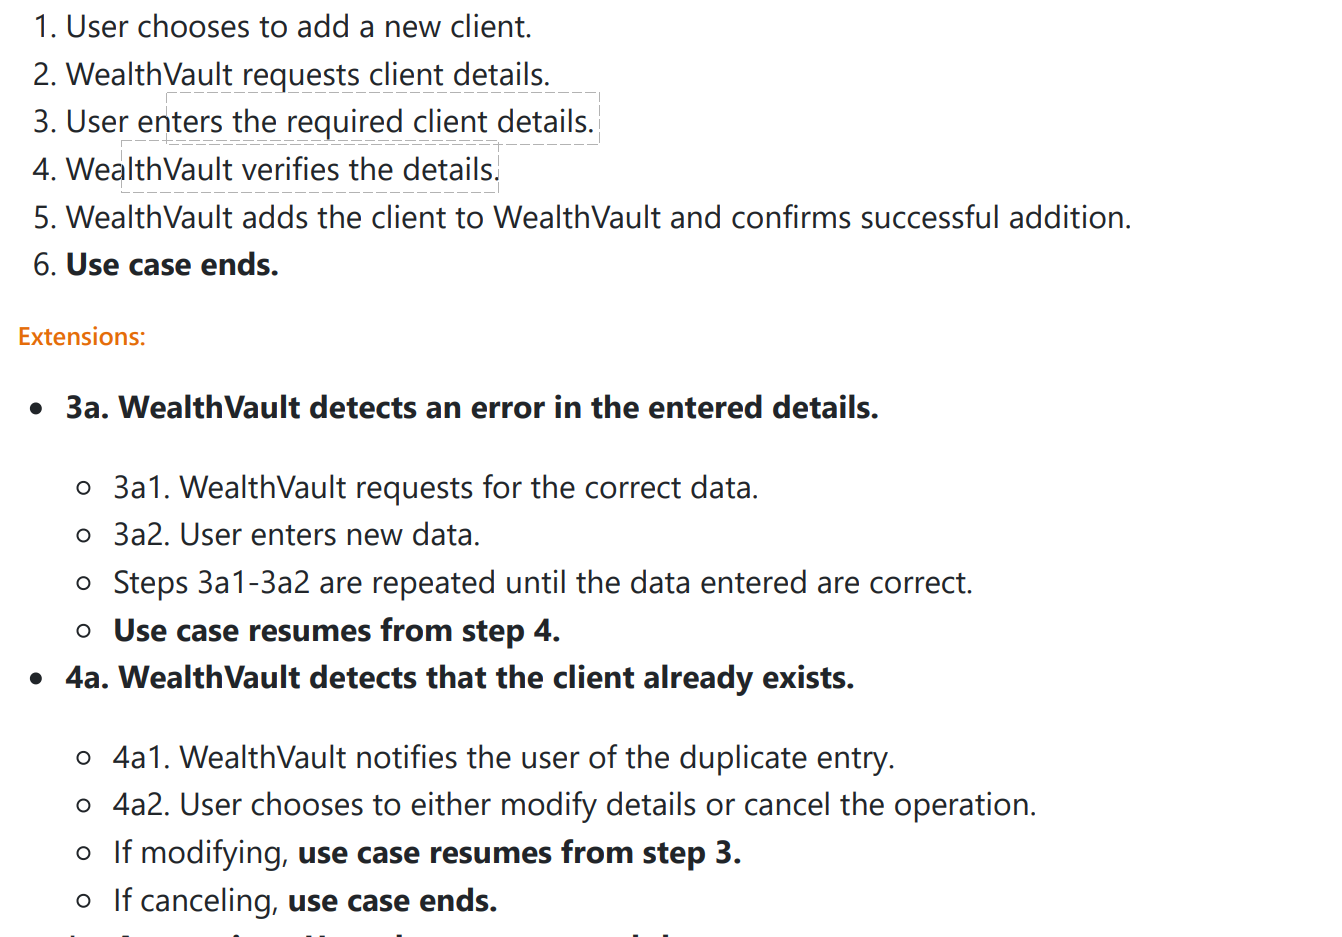 1. User chooses to add a new client.
2. WealthVault requests client details.
3. User enters the required client details.
4. WealthVault verifies the details.
5. WealthVault adds the client to WealthVault and confirms successful addition.
6. Use case ends.
Extensions:
3a. WealthVault detects an error in the entered details.
3a1. WealthVault requests for the correct data.
3a2. User enters new data.
Steps 3a1-3a2 are repeated until the data entered are correct.
Use case resumes from step 4.
4a. WealthVault detects that the client already exists.
4a1. WealthVault notifies the user of the duplicate entry.
4a2. User chooses to either modify details or cancel the operation.
If modifying, use case resumes from step 3.
If canceling, use case ends.